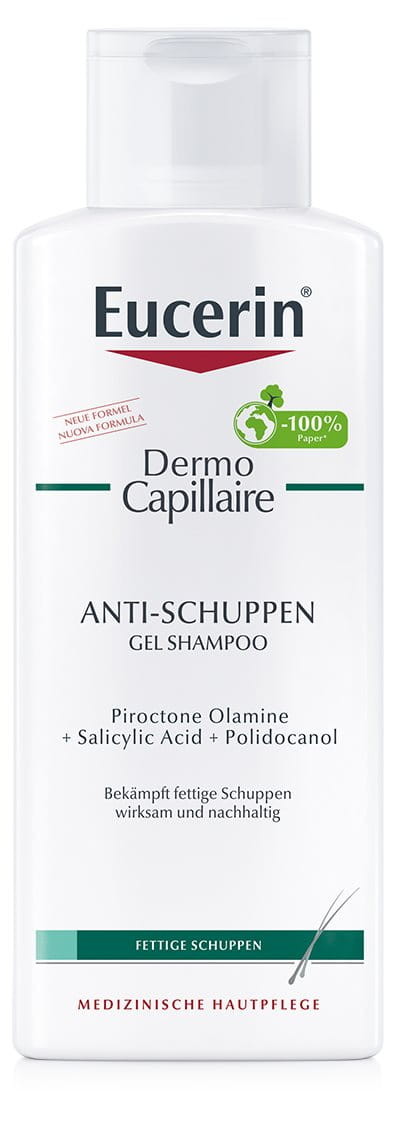 Eucerin®
NEUE FORMEL
NUOVA FORMULA
-100%
Paper*
Dermo
Capillaire
ANTI-SCHUPPEN
GEL SHAMPOO
Piroctone Olamine
+ Salicylic Acid + Polidocanol
Bekämpft fettige Schuppen
wirksam und nachhaltig
FETTIGE SCHUPPEN
MEDIZINISCHE HAUTPFLEGE